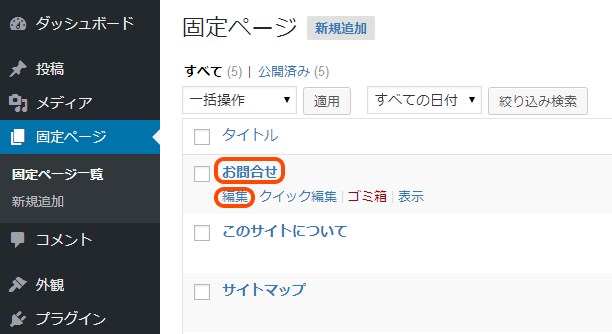 ダッシュボード
投稿
メディア
固定ページ
固定ページ一覧
新規追加
コメント
外観
プラグイン
固定ページ 新規追加
すべて (5) | 公開済み (5)
一括操作 適用 すべての日付 絞り込み検索
タイトル
お問合せ
編集 | クイック編集 | ゴミ箱 | 表示
このサイトについて
サイトマップ